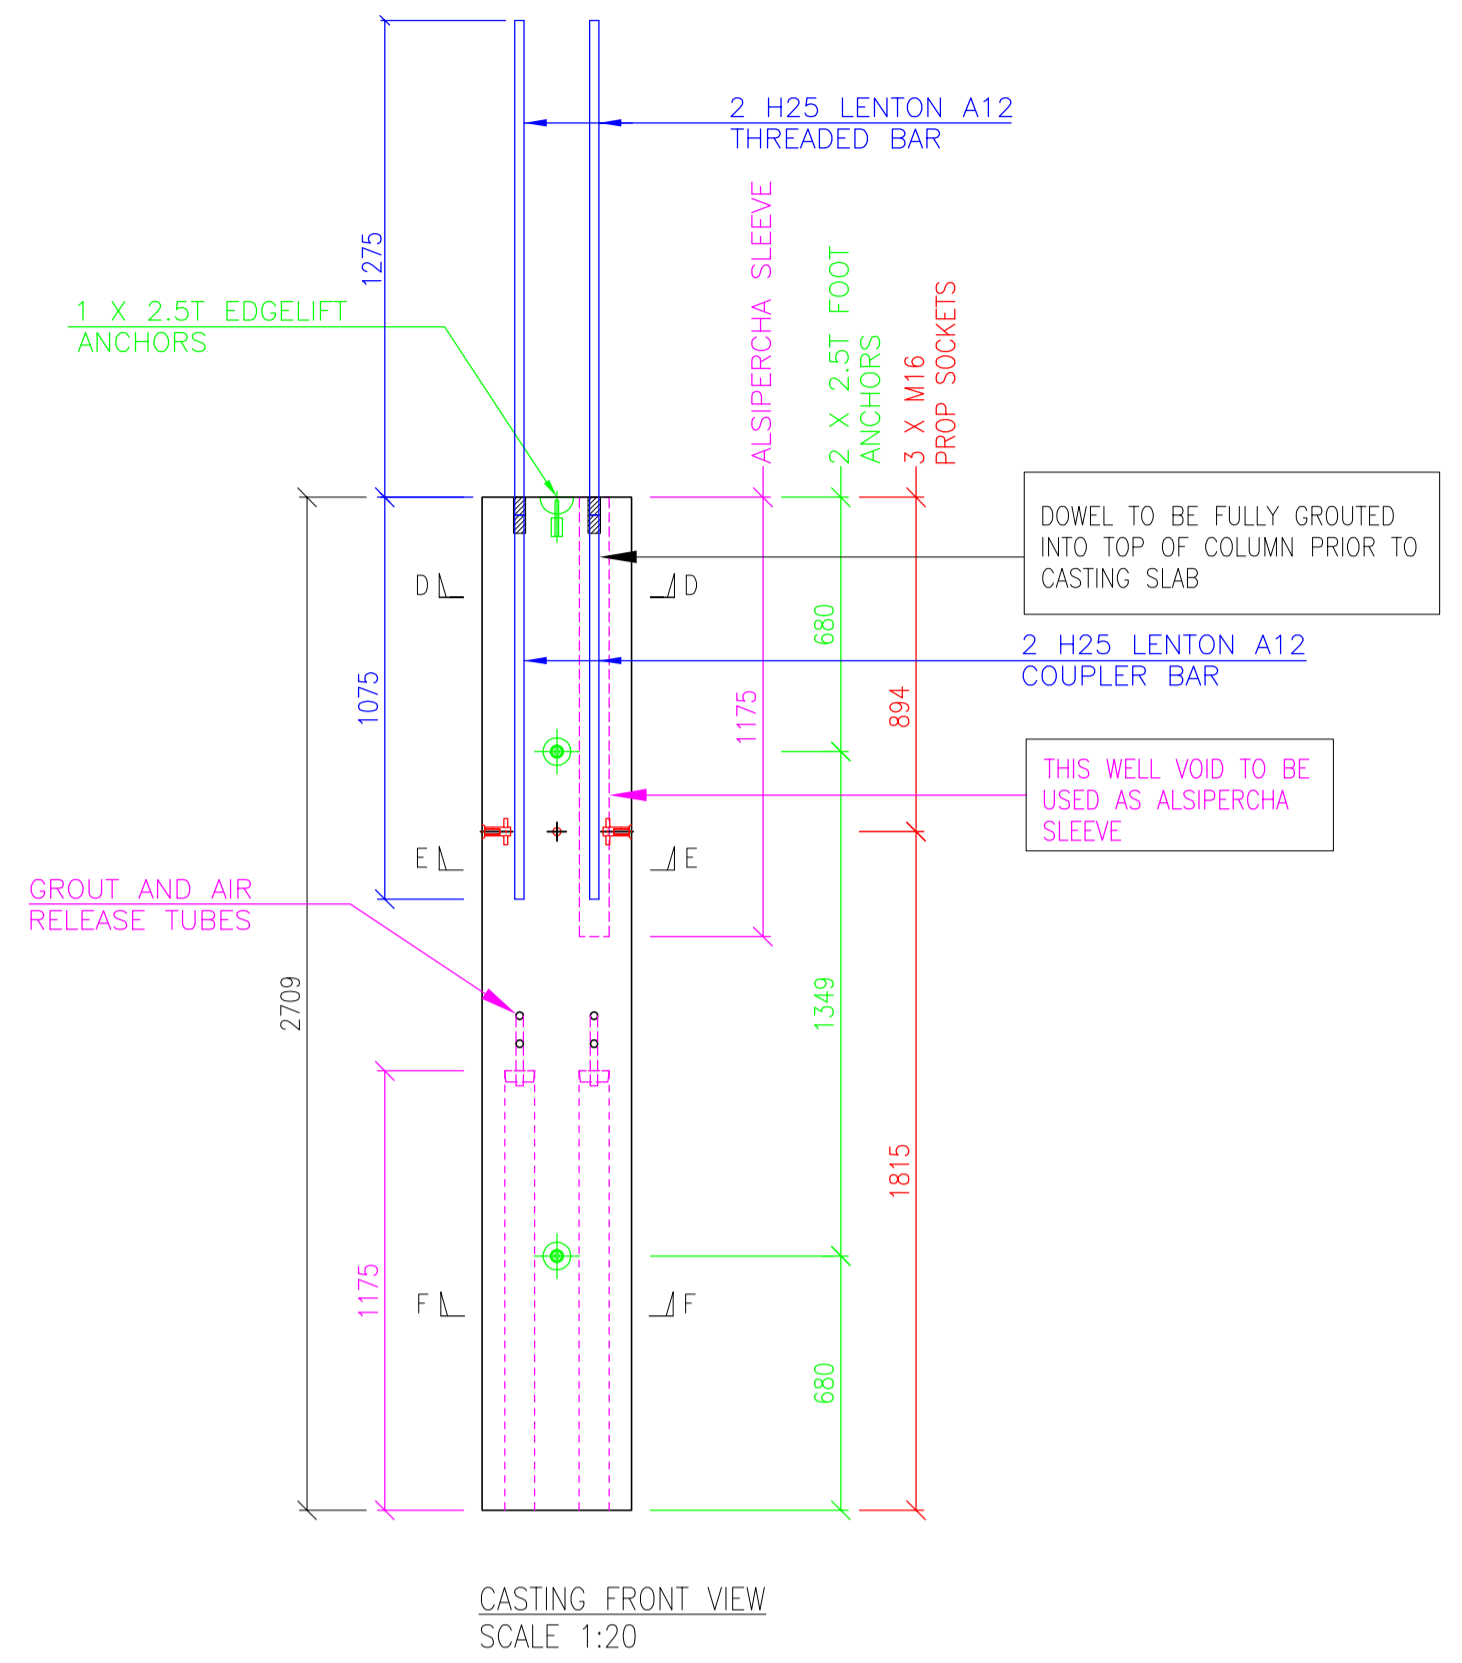 2 H25 LENTON A12
THREADED BAR
1275
ALSIPERCHA SLEEVE
2 X 2.5T FOOT
ANCHORS
3 X M16
PROP SOCKETS
1 X 2.5T EDGELIFT
ANCHORS
DOWEL TO BE FULLY GROUTED
INTO TOP OF COLUMN PRIOR TO
CASTING SLAB
D
D
680
2 H25 LENTON A12
COUPLER BAR
1075
1175
894
THIS WELL VOID TO BE
USED AS ALSIPERCHA
SLEEVE
E
E
GROUT AND AIR
RELEASE TUBES
2709
1349
1815
1175
F
F
680
CASTING FRONT VIEW
SCALE 1:20